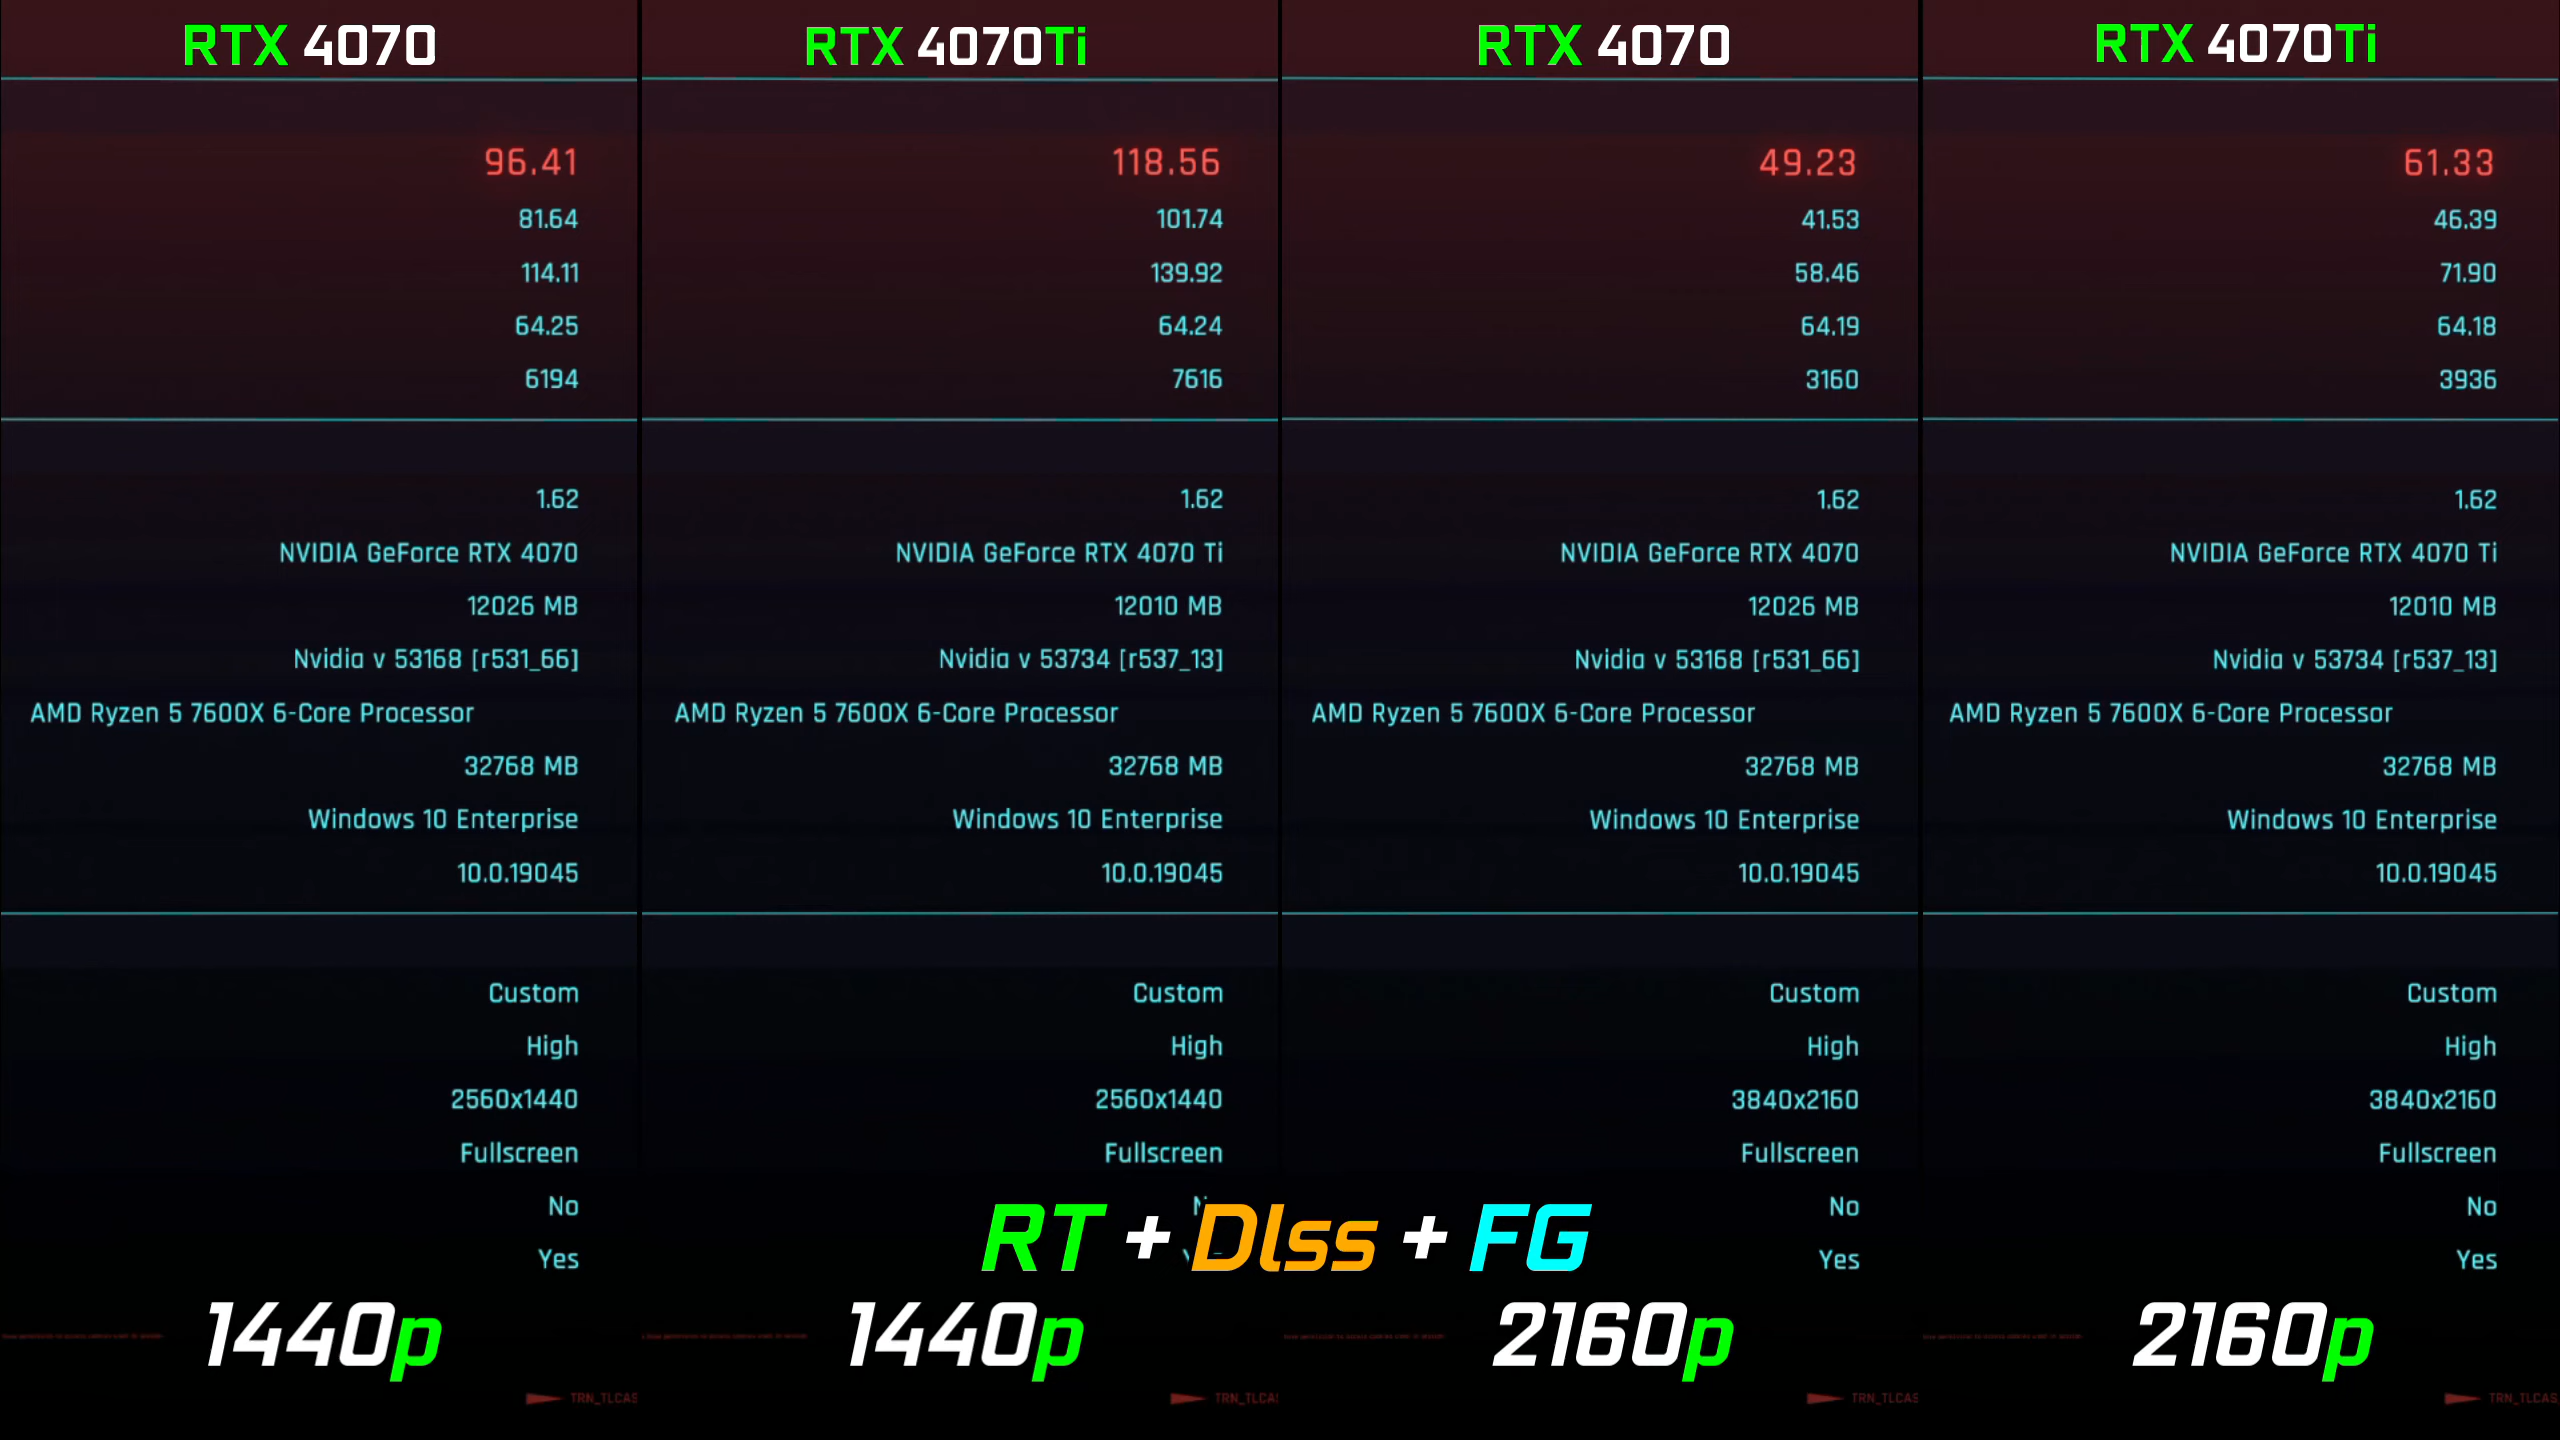 RTX 4070
96.41
81.64
114.11
64.25
6194
1.62
NVIDIA GeForce RTX 4070
12026 MB
Nvidia v 53168 [r531_66]
AMD Ryzen 5 7600X 6-Core Processor
32768 MB
Windows 10 Enterprise
10.0.19045
Custom
High
2560x1440
Fullscreen
No
Yes
1440p
TRN_TLCAS
RTX 4070Ti
118.56
101.74
139.92
64.24
7616
1.62
NVIDIA GeForce RTX 4070 Ti
12010 MB
Nvidia v 53734 [r537_13]
AMD Ryzen 5 7600X 6-Core Processor
32768 MB
Windows 10 Enterprise
10.0.19045
Custom
High
2560x1440
Fullscreen
RT + Dlss + FG
1440p
TRN_TLCAS
RTX 4070
49.23
41.53
58.46
64.19
3160
1.62
NVIDIA GeForce RTX 4070
12026 MB
Nvidia v 53168 [r531_66]
AMD Ryzen 5 7600X 6-Core Processor
32768 MB
Windows 10 Enterprise
10.0.19045
Custom
High
3840x2160
Fullscreen
No
Yes
2160p
TRN_TLCAS
RTX 4070Ti
61.33
46.39
71.90
64.18
3936
1.62
NVIDIA GeForce RTX 4070 Ti
12010 MB
Nvidia v 53734 [r537_13]
AMD Ryzen 5 7600X 6-Core Processor
32768 MB
Windows 10 Enterprise
10.0.19045
Custom
High
3840x2160
Fullscreen
No
Yes
2160p
TRN_TLCAS